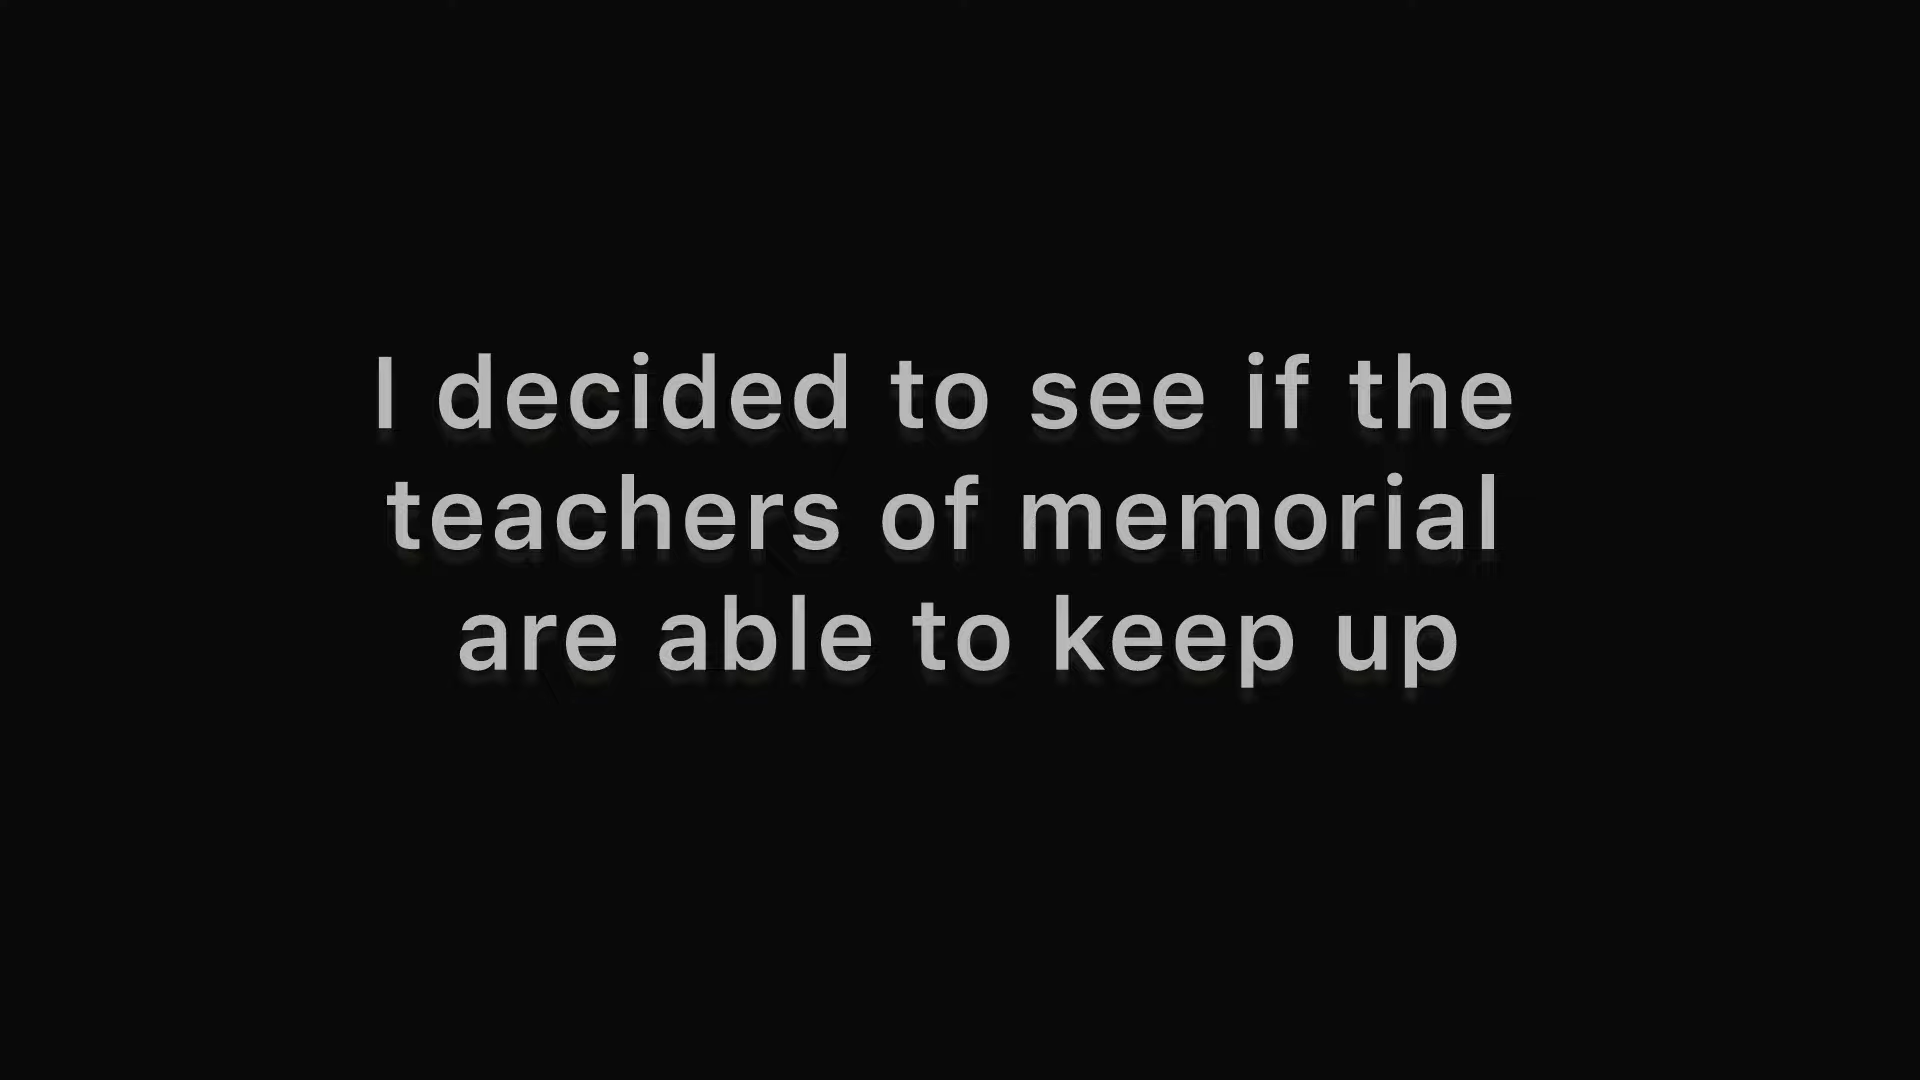 I decided to see if the
teachers of memorial
are able to keep up